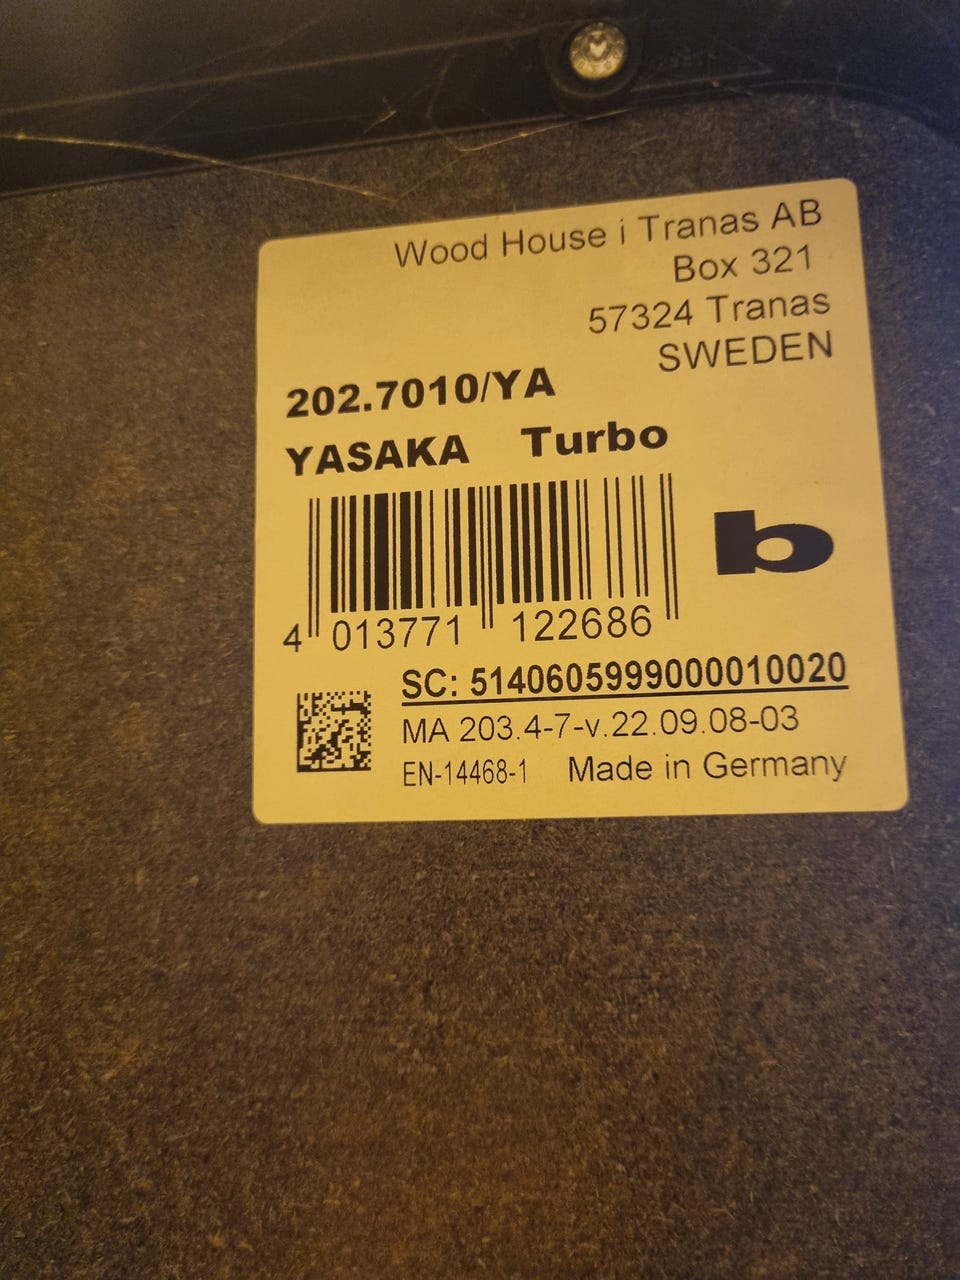 Wood House i Tranas AB
Box 321
57324 Tranas
SWEDEN
202.7010/YA
YASAKA Turbo
b
4 013771 122686
SC: 5140605999000010020
MA 203.4-7-v.22.09.08-03
EN-14468-1 Made in Germany